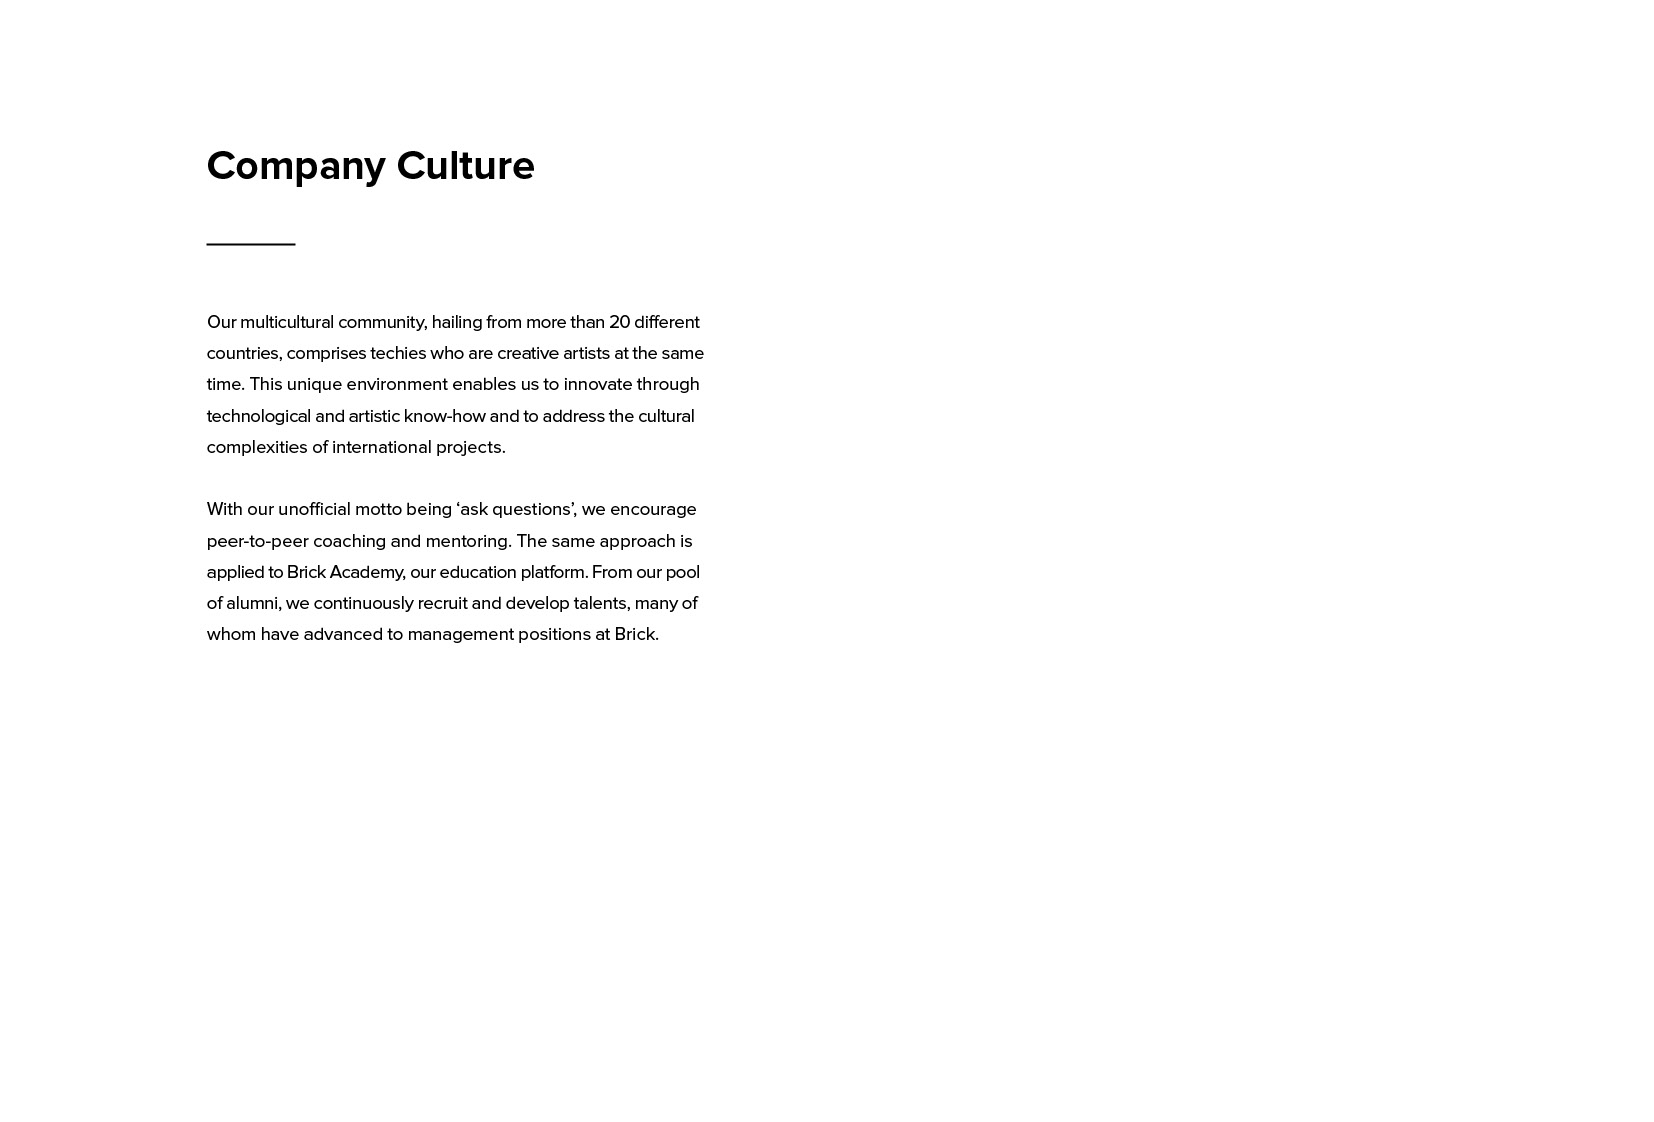 Company Culture
Our multicultural community, hailing from more than 20 different
countries, comprises techies who are creative artists at the same
time. This unique environment enables us to innovate through
technological and artistic know-how and to address the cultural
complexities of international projects.
With our unofficial motto being ‘ask questions’, we encourage
peer-to-peer coaching and mentoring. The same approach is
applied to Brick Academy, our education platform. From our pool
of alumni, we continuously recruit and develop talents, many of
whom have advanced to management positions at Brick.